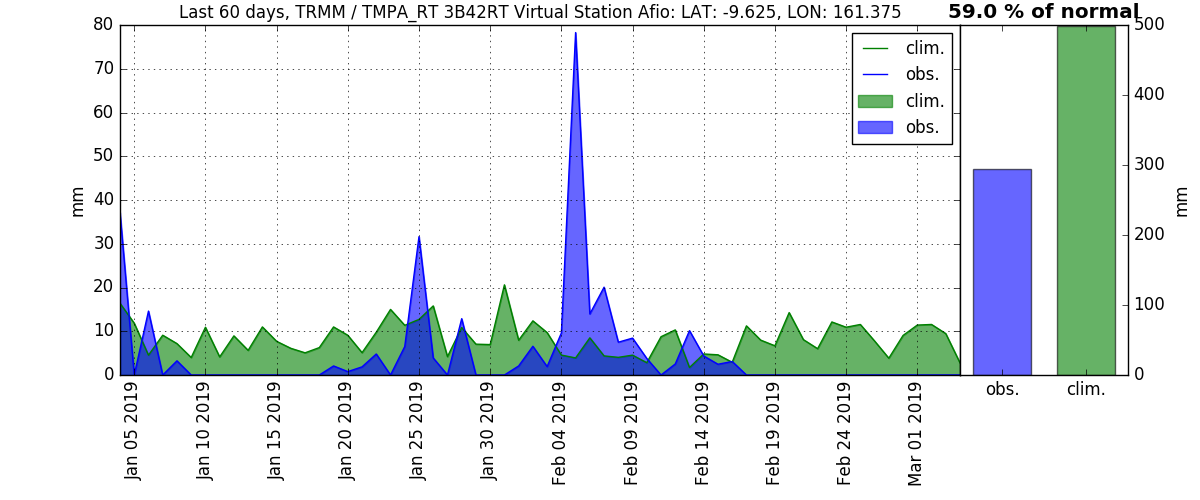 Last 60 days, TRMM / TMPA_RT 3B42RT Virtual Station Afio: LAT: -9.625, LON: 161.375
59.0 % of normal
80
70
60
50
40
30
20
10
0
mm
clim.
obs.
clim.
obs.
500
400
300
200
100
0
mm
obs.
clim.
Jan 05 2019
Jan 10 2019
Jan 15 2019
Jan 20 2019
Jan 25 2019
Jan 30 2019
Feb 04 2019
Feb 09 2019
Feb 14 2019
Feb 19 2019
Feb 24 2019
Mar 01 2019